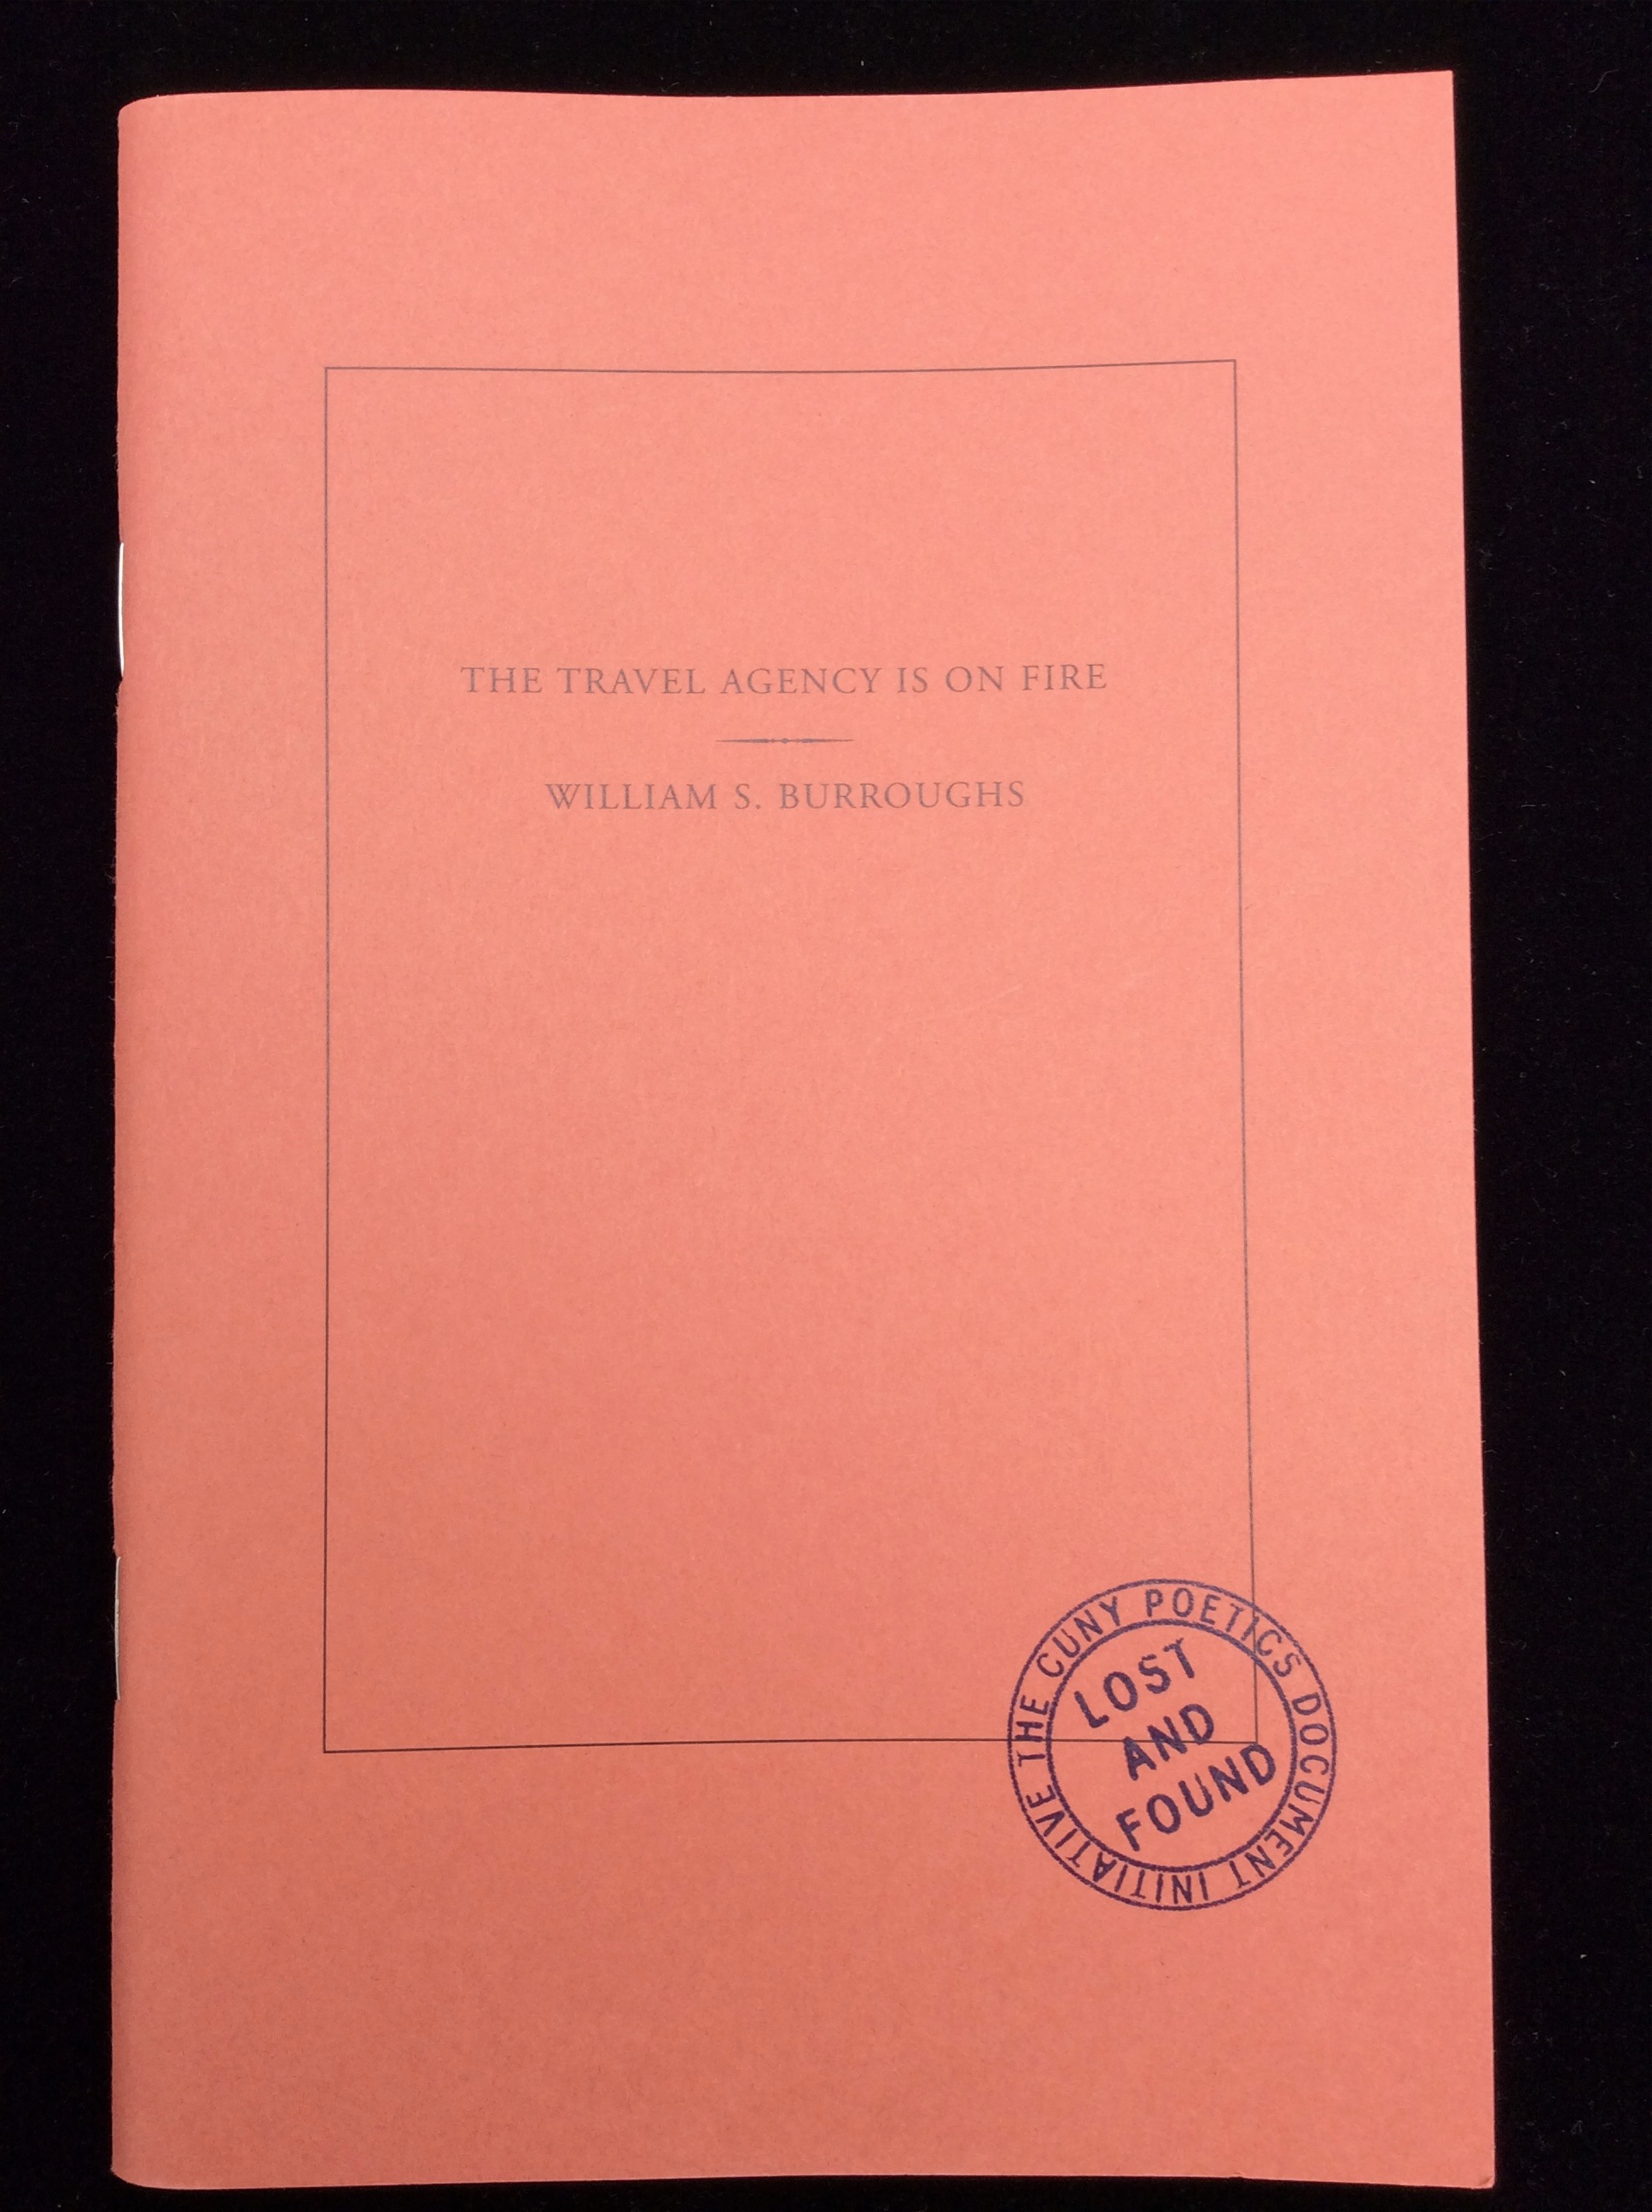 THE TRAVEL AGENCY IS ON FIRE
WILLIAM S. BURROUGHS
THE CUNY POETICS DOCUMENT INITIATIVE
LOST
AND
FOUND